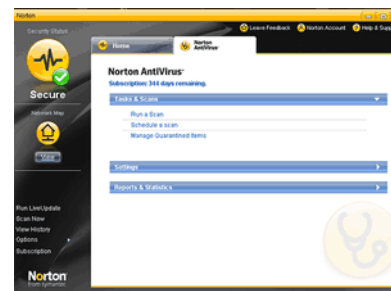 Norton
Security Status
Leave Feedback
Norton Account
Help & Supp
Home
Norton AntiVirus
Norton AntiVirus
Subscription: 344 days remaining.
Secure
Tasks & Scans
Run a Scan
Schedule a scan
Manage Quarantined Items
Network Map
Settings
Reports & Statistics
Run LiveUpdate
Scan Now
View History
Options
Subscription
Norton
from symantec